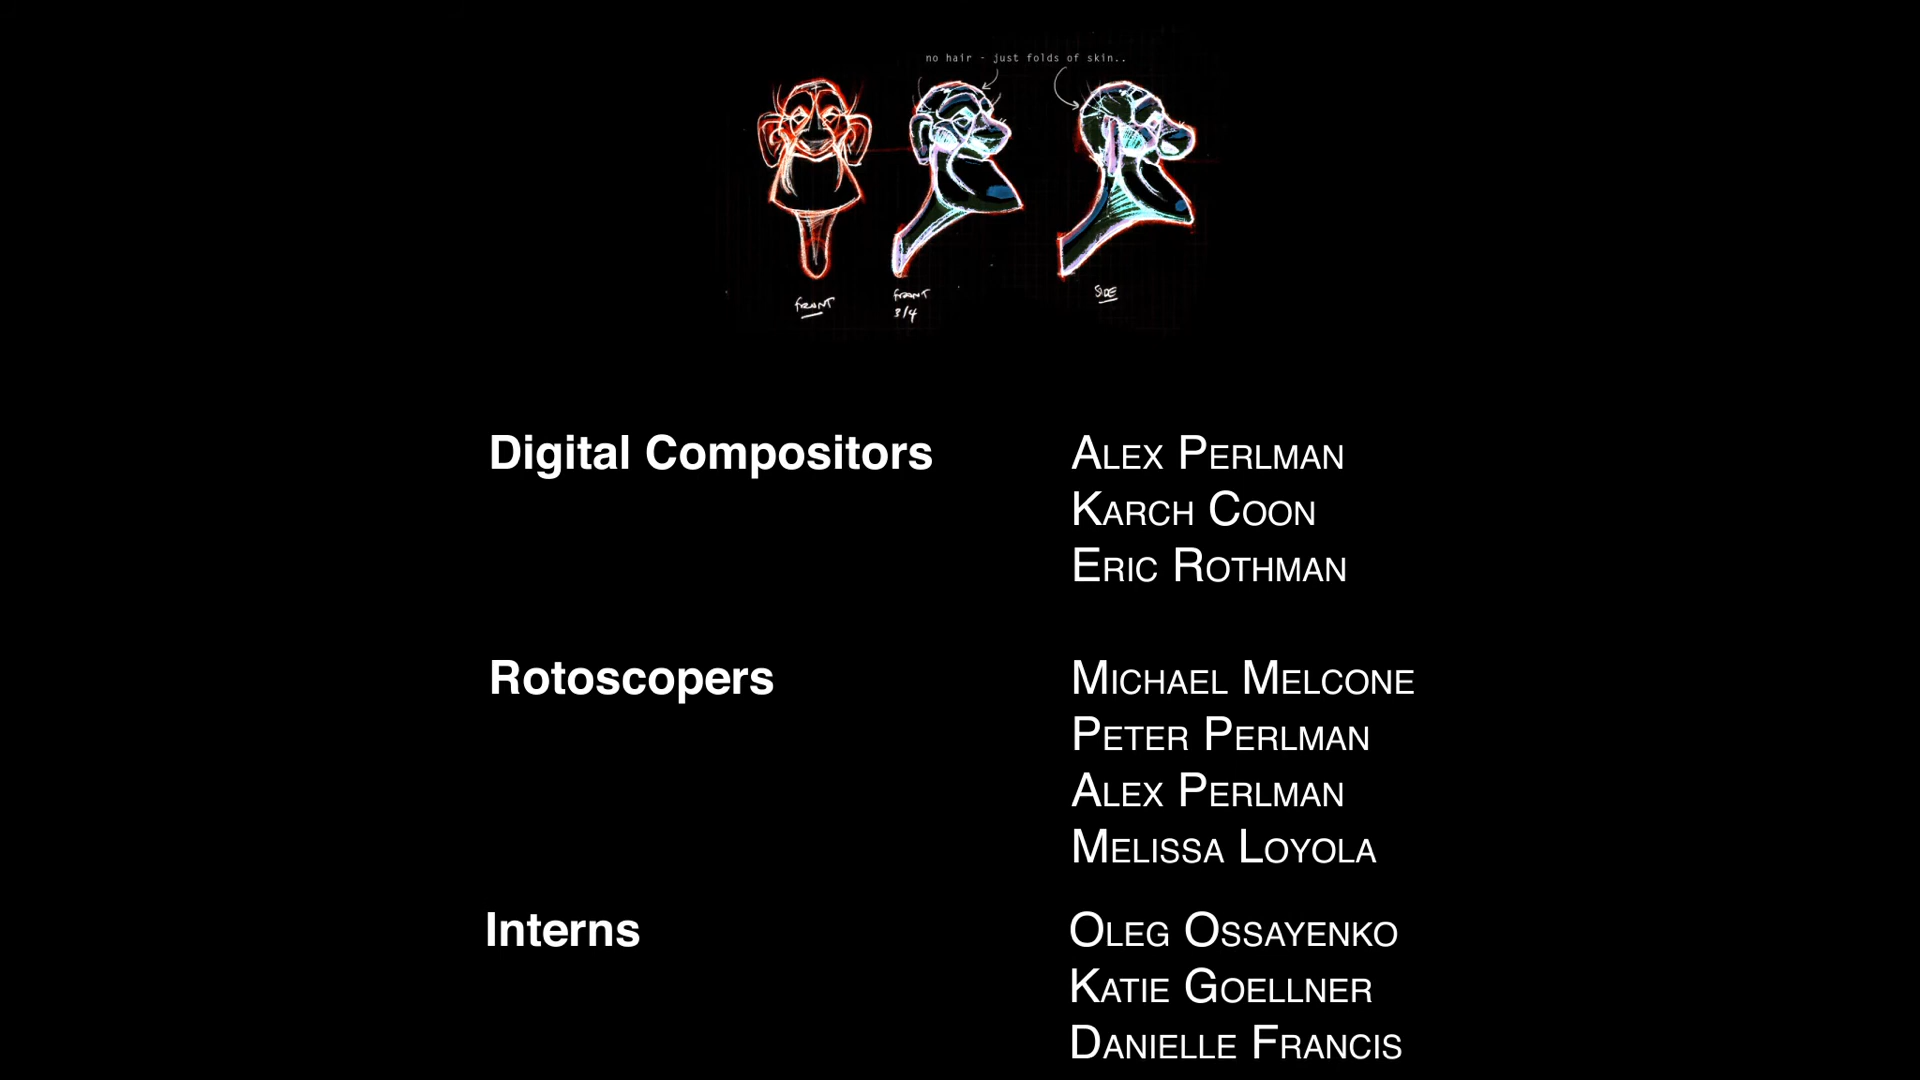 no hair - just folds of skin..
FRONT
FRONT
3/4
SIDE
Digital Compositors
ALEX PERLMAN
KARCH COON
ERIC ROTHMAN
Rotoscopers
MICHAEL MELCONE
PETER PERLMAN
ALEX PERLMAN
MELISSA LOYOLA
Interns
OLEG OSSAYENKO
KATIE GOELLNER
DANIELLE FRANCIS